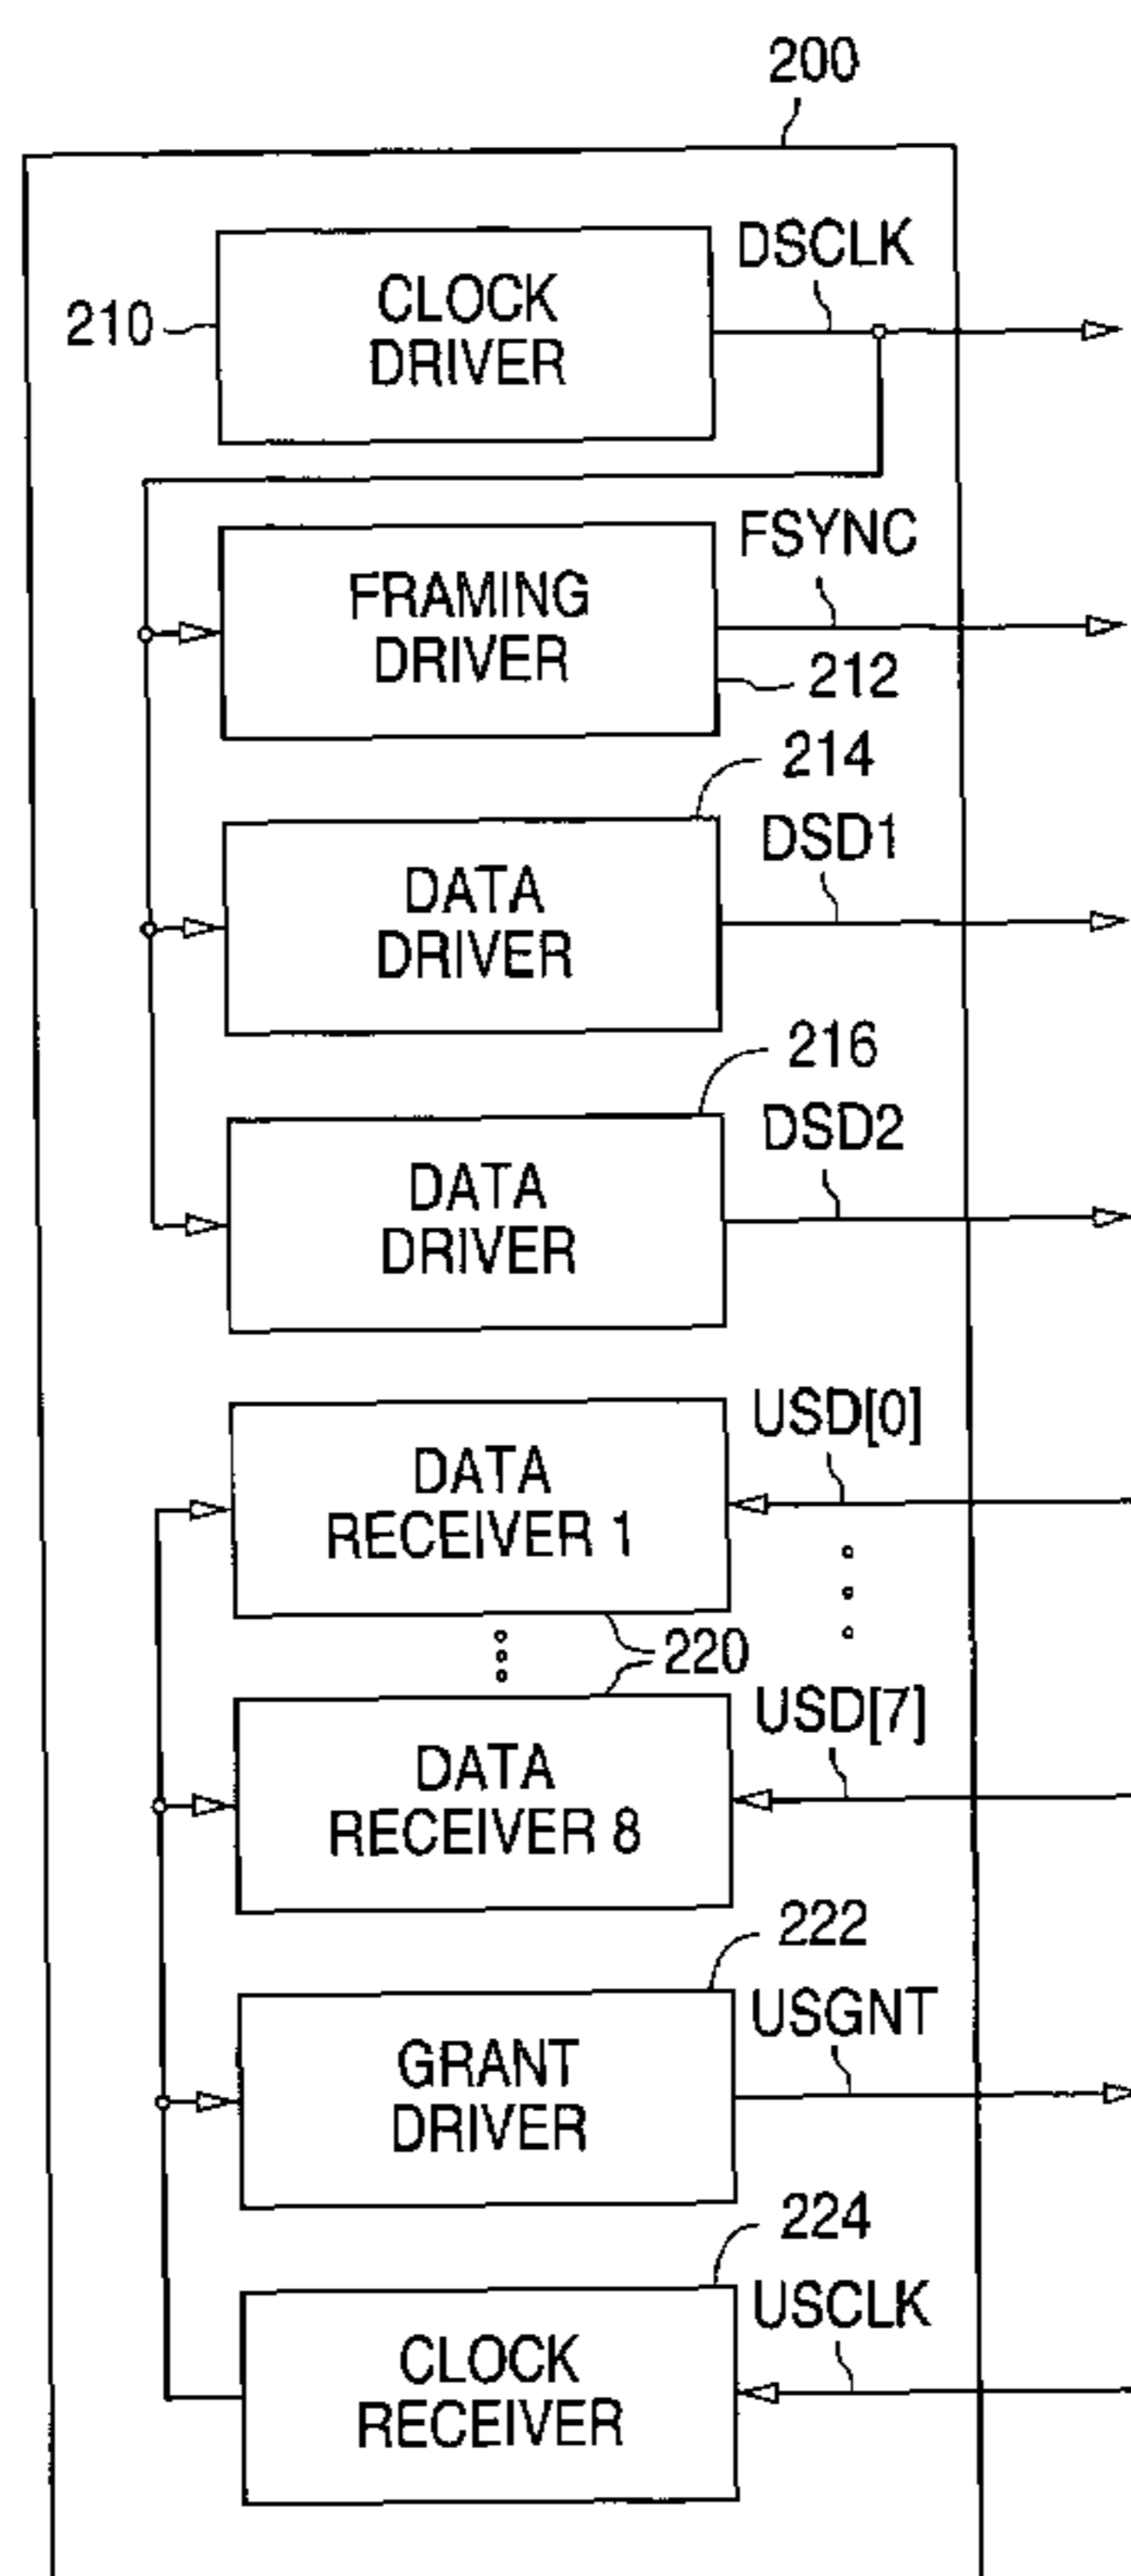 200
DSCLK
210
CLOCK
DRIVER
FSYNC
FRAMING
DRIVER
212
214
DSD1
DATA
DRIVER
216
DSD2
DATA
DRIVER
USD[0]
DATA
RECEIVER 1
220
USD[7]
DATA
RECEIVER 8
222
USGNT
GRANT
DRIVER
224
USCLK
CLOCK
RECEIVER